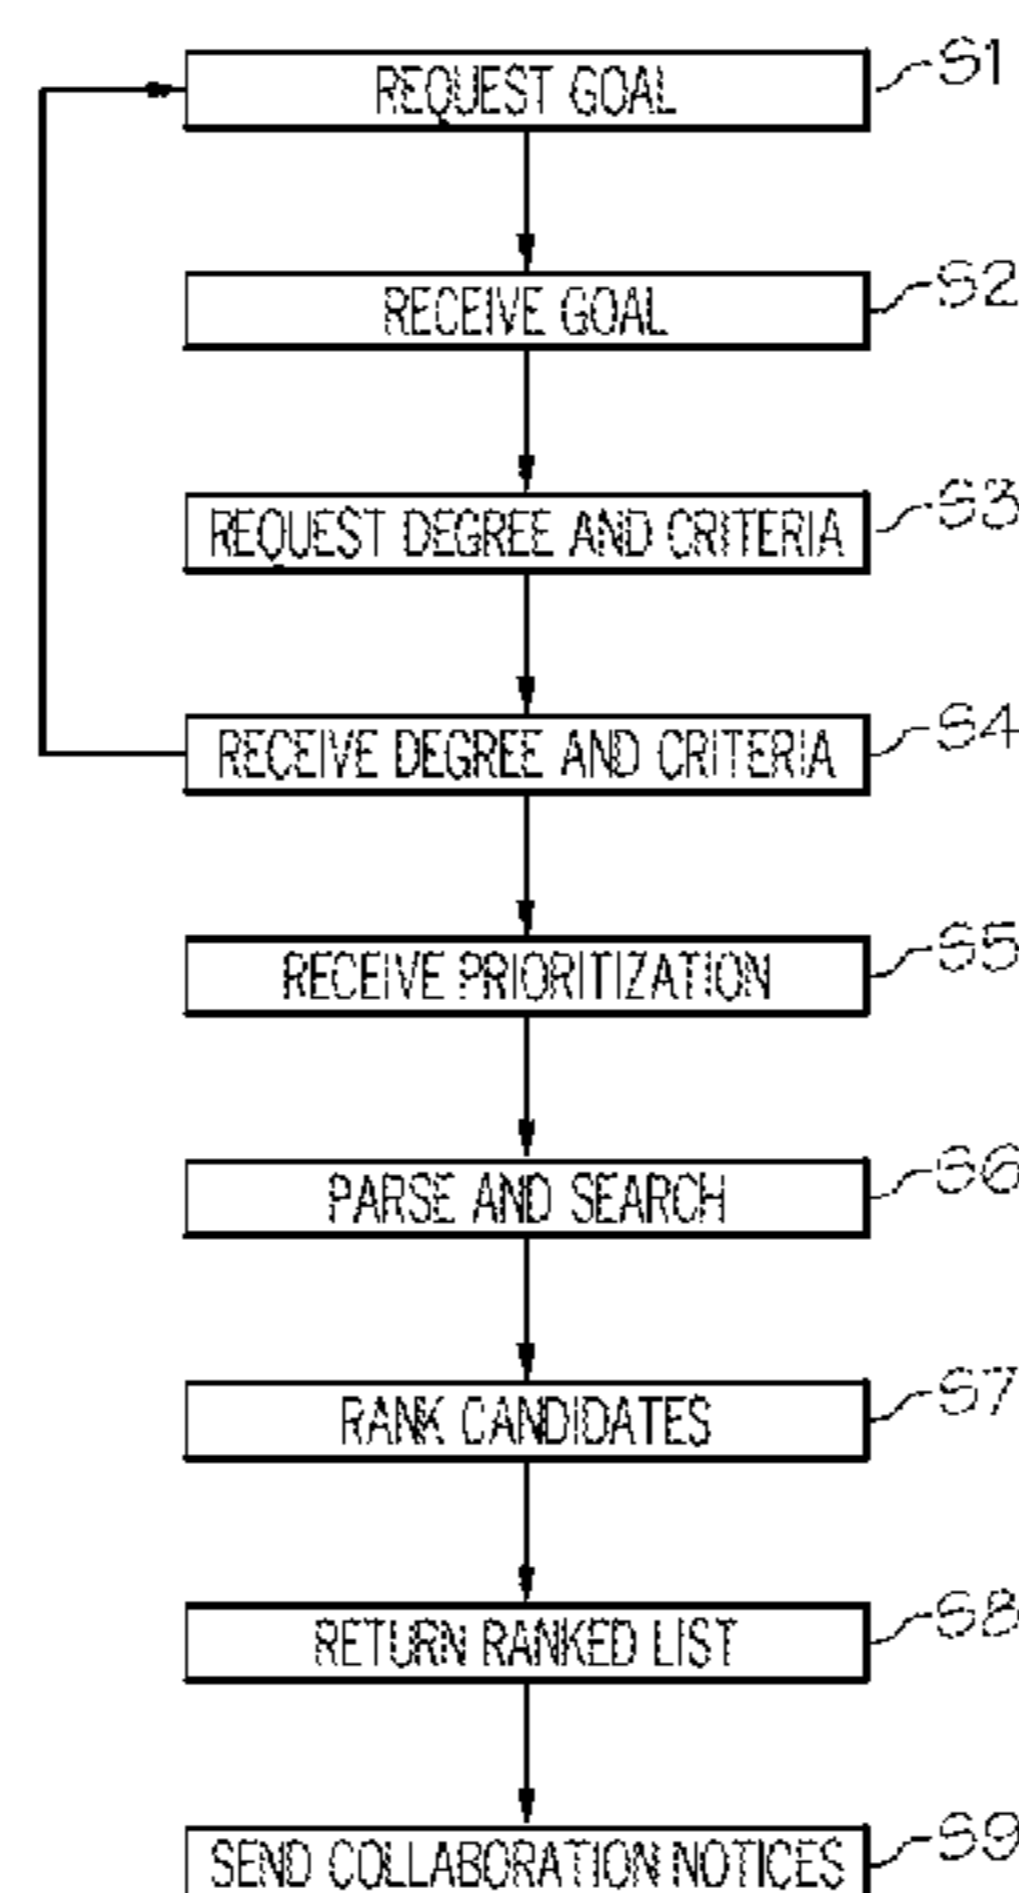 REQUEST GOAL S1
RECEIVE GOAL S2
REQUEST DEGREE AND CRITERIA S3
RECEIVE DEGREE AND CRITERIA S4
RECEIVE PRIORITIZATION S5
PARSE AND SEARCH S6
RANK CANDIDATES S7
RETURN RANKED LIST S8
SEND COLLABORATION NOTICES S9